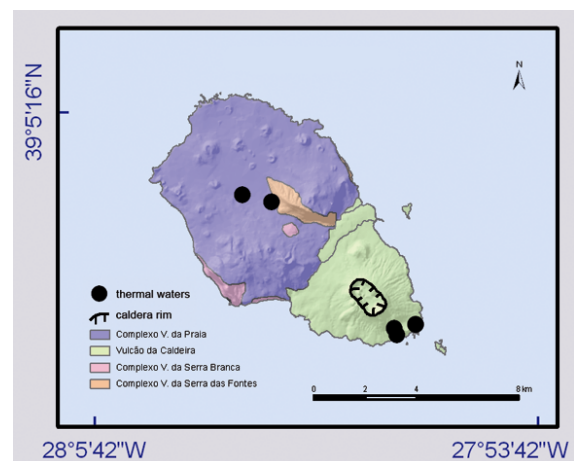 39°5'16"N
N
thermal waters
caldera rim
Complexo V. da Praia
Vulcão da Caldeira
Complexo V. da Serra Branca
Complexo V. da Serra das Fontes
0 2 4 8 km
28°5'42"W 27°53'42"W